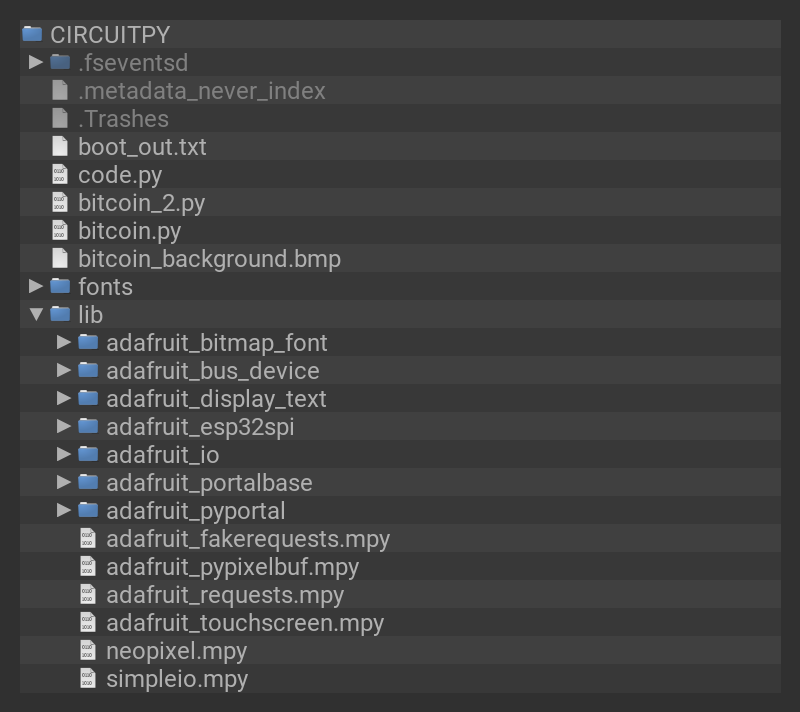 CIRCUITPY
.fseventsd
.metadata_never_index
.Trashes
boot_out.txt
code.py
bitcoin_2.py
bitcoin.py
bitcoin_background.bmp
fonts
lib
adafruit_bitmap_font
adafruit_bus_device
adafruit_display_text
adafruit_esp32spi
adafruit_io
adafruit_portalbase
adafruit_pyportal
adafruit_fakerequests.mpy
adafruit_pypixelbuf.mpy
adafruit_requests.mpy
adafruit_touchscreen.mpy
neopixel.mpy
simpleio.mpy